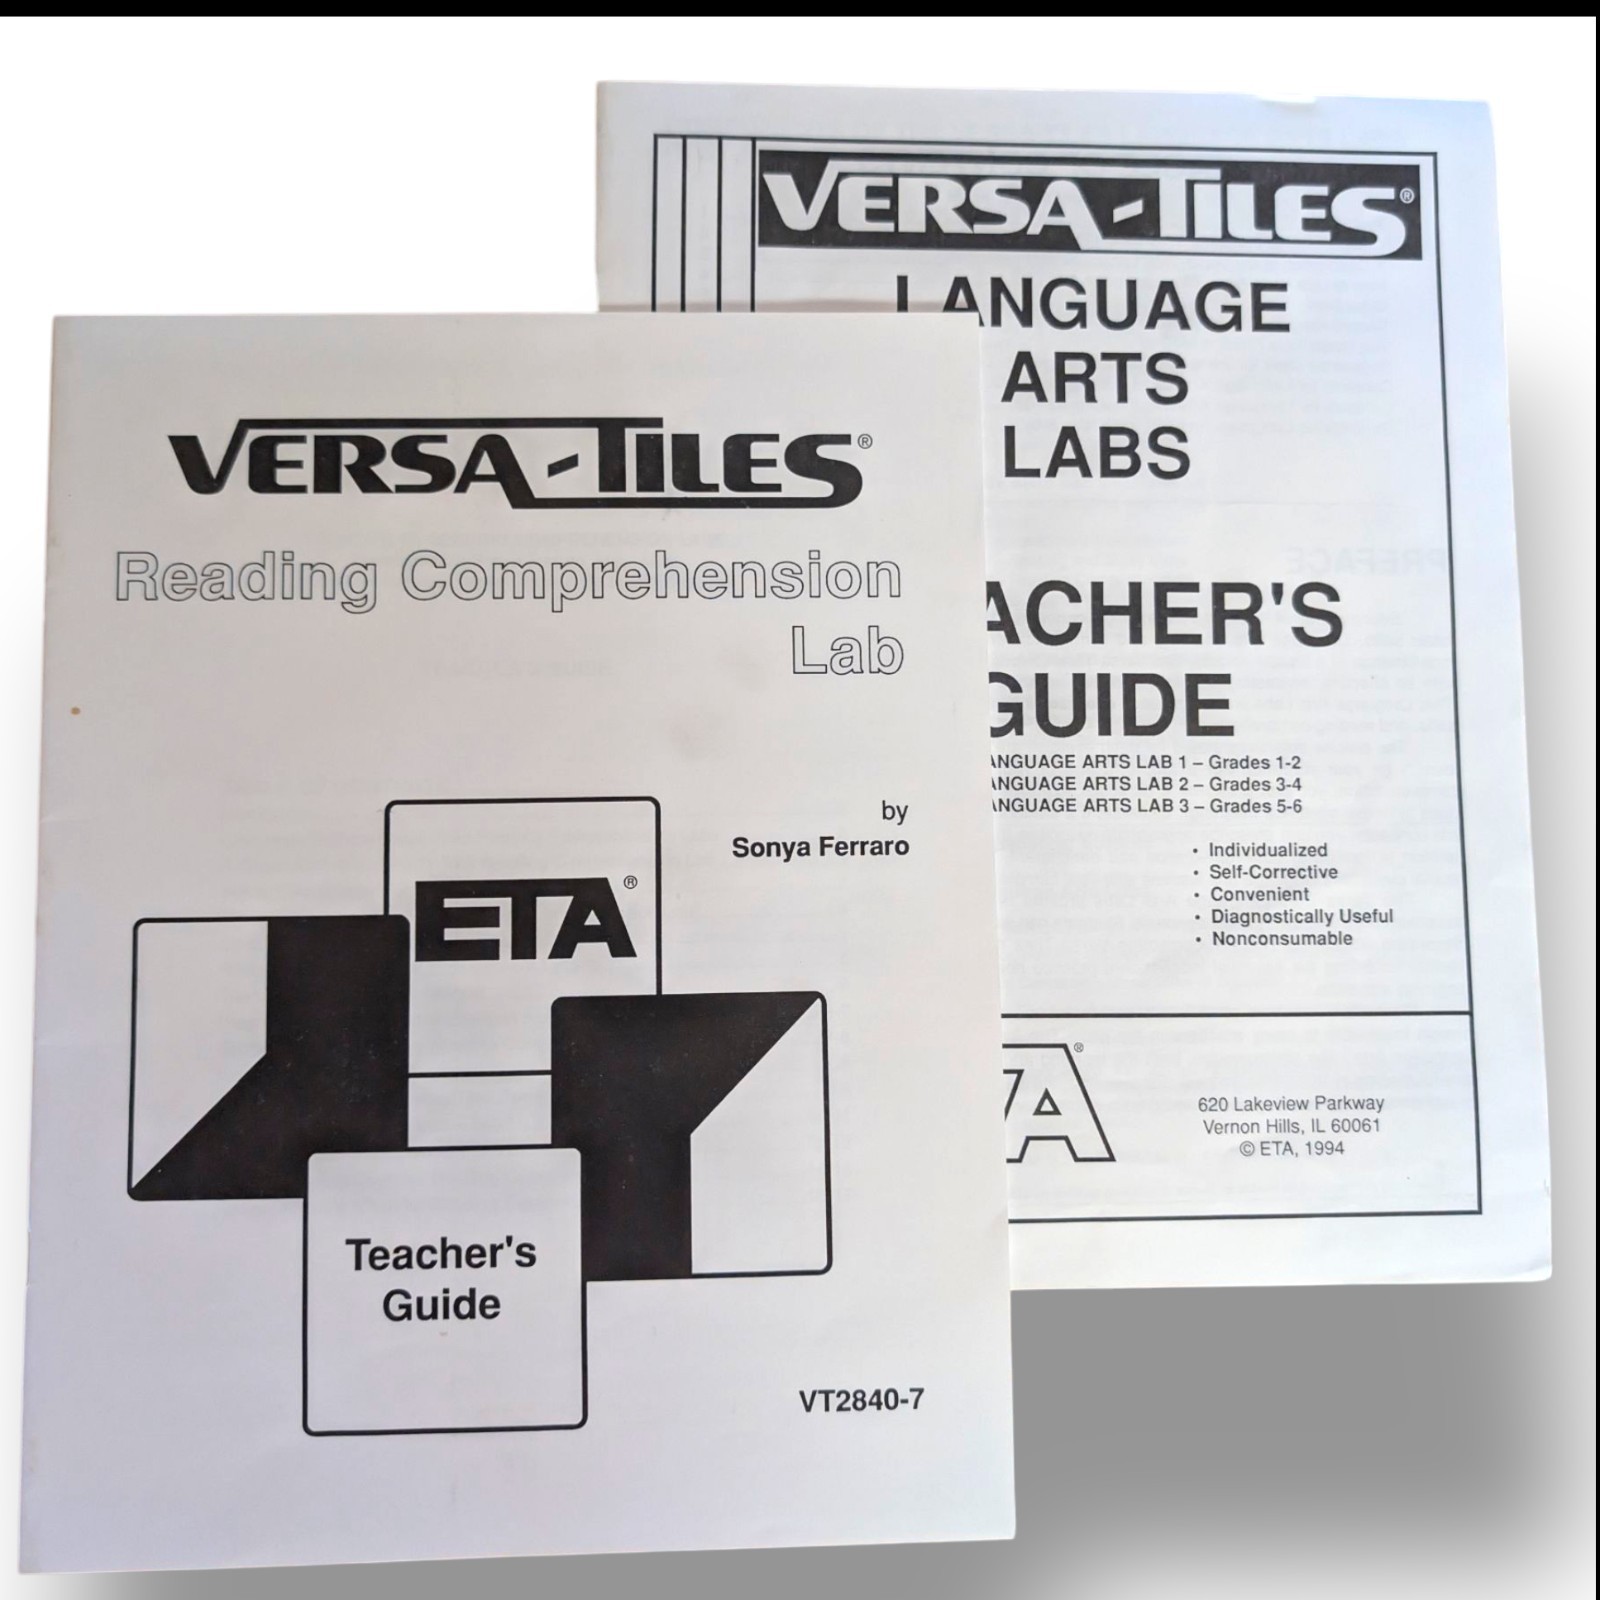 VERSA-TILES®
Reading Comprehension
Lab
by
Sonya Ferraro
ETA®
Teacher's
Guide
VT2840-7
VERSA-TILES®
LANGUAGE
ARTS
LABS
ACHER'S
GUIDE
ANGUAGE ARTS LAB 1 – Grades 1-2
ANGUAGE ARTS LAB 2 – Grades 3-4
ANGUAGE ARTS LAB 3 – Grades 5-6
• Individualized
• Self-Corrective
• Convenient
• Diagnostically Useful
• Nonconsumable
A®
620 Lakeview Parkway
Vernon Hills, IL 60061
© ETA, 1994